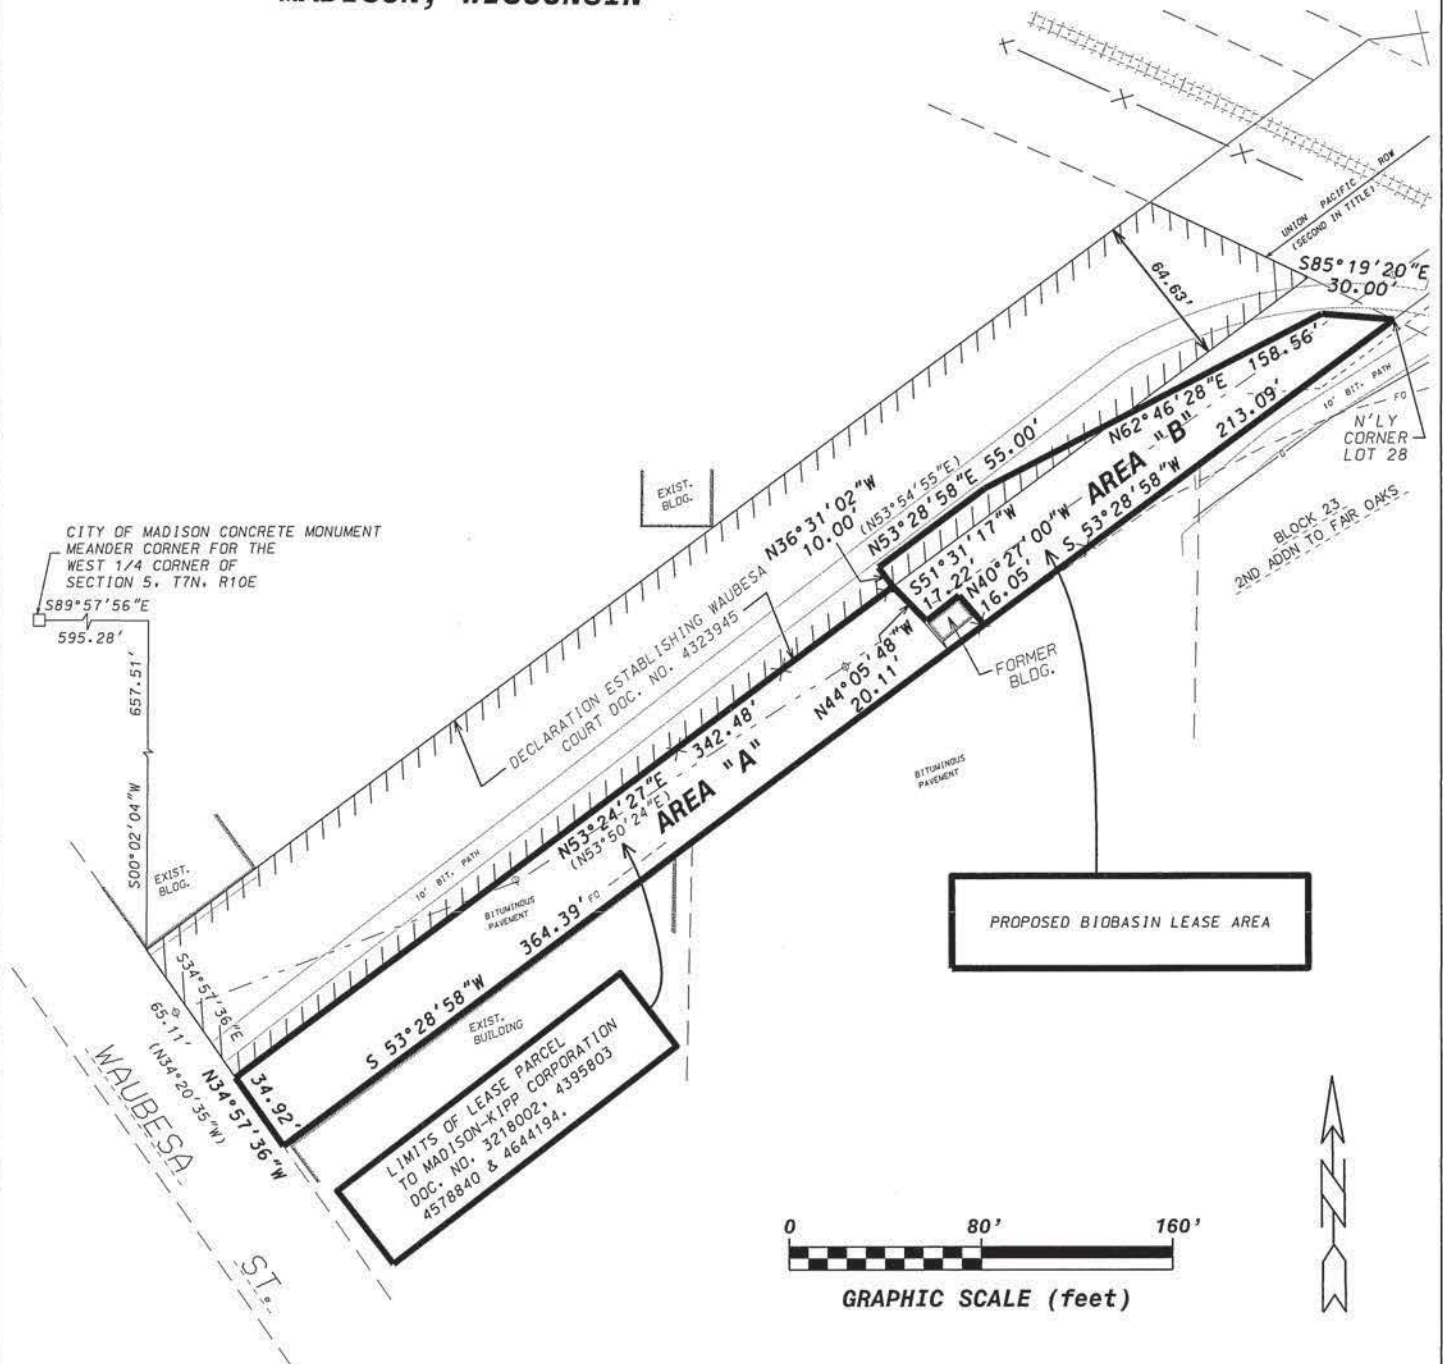 MADISON, WISCONSIN
UNION PACIFIC ROW
(SECOND IN TITLE)
S85°19'20"E
30.00'
64.63'
N62°46'28"E 158.56'
AREA "B"
213.09'
S 53°28'58"W
10' BIT. PATH
FO
N'LY
CORNER
LOT 28
BLOCK 23
2ND ADDN TO FAIR OAKS
EXIST.
BLDG.
N36°31'02"W
10.00'
(N53°54'55"E)
N53°28'58"E 55.00'
S51°31'17"W
17.22'
N40°27'00"W
16.05'
CITY OF MADISON CONCRETE MONUMENT
MEANDER CORNER FOR THE
WEST 1/4 CORNER OF
SECTION 5, T7N, R10E
S89°57'56"E
595.28'
657.51'
S00°02'04"W
DECLARATION ESTABLISHING WAUBESA
COURT DOC. NO. 4323945
N44°05'48"W
20.11'
FORMER
BLDG.
N53°24'27"E 342.48'
(N53°50'24"E)
AREA "A"
BITUMINOUS
PAVEMENT
EXIST.
BLDG.
10' BIT. PATH
BITUMINOUS
PAVEMENT
364.39' FO
S 53°28'58"W
EXIST.
BUILDING
PROPOSED BIOBASIN LEASE AREA
S34°57'36"E
65.11'
(N34°20'35"W)
N34°57'36"W
34.92'
WAUBESA
ST.
LIMITS OF LEASE PARCEL
TO MADISON-KIPP CORPORATION
DOC. NO. 3218002, 4395803
4578840 & 4644194.
N
0 80' 160'
GRAPHIC SCALE (feet)